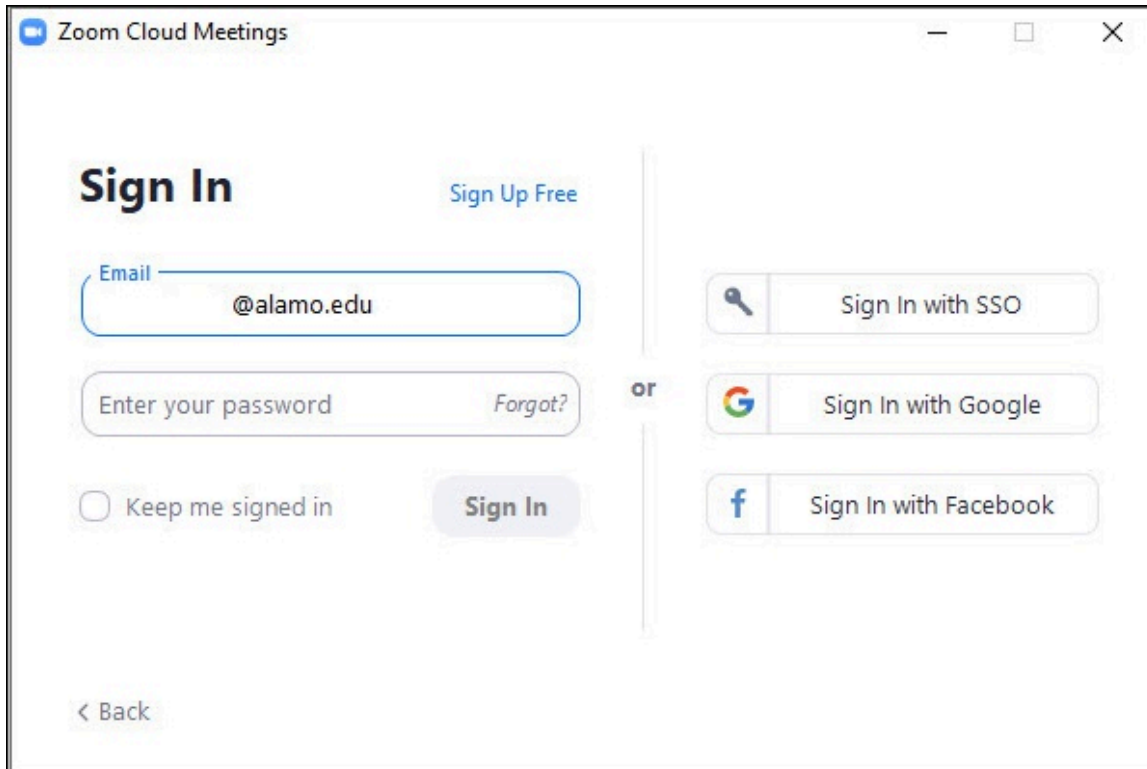 Zoom Cloud Meetings
Sign In
Sign Up Free
Email
@alamo.edu
Enter your password
Forgot?
Keep me signed in
Sign In
or
Sign In with SSO
Sign In with Google
Sign In with Facebook
< Back